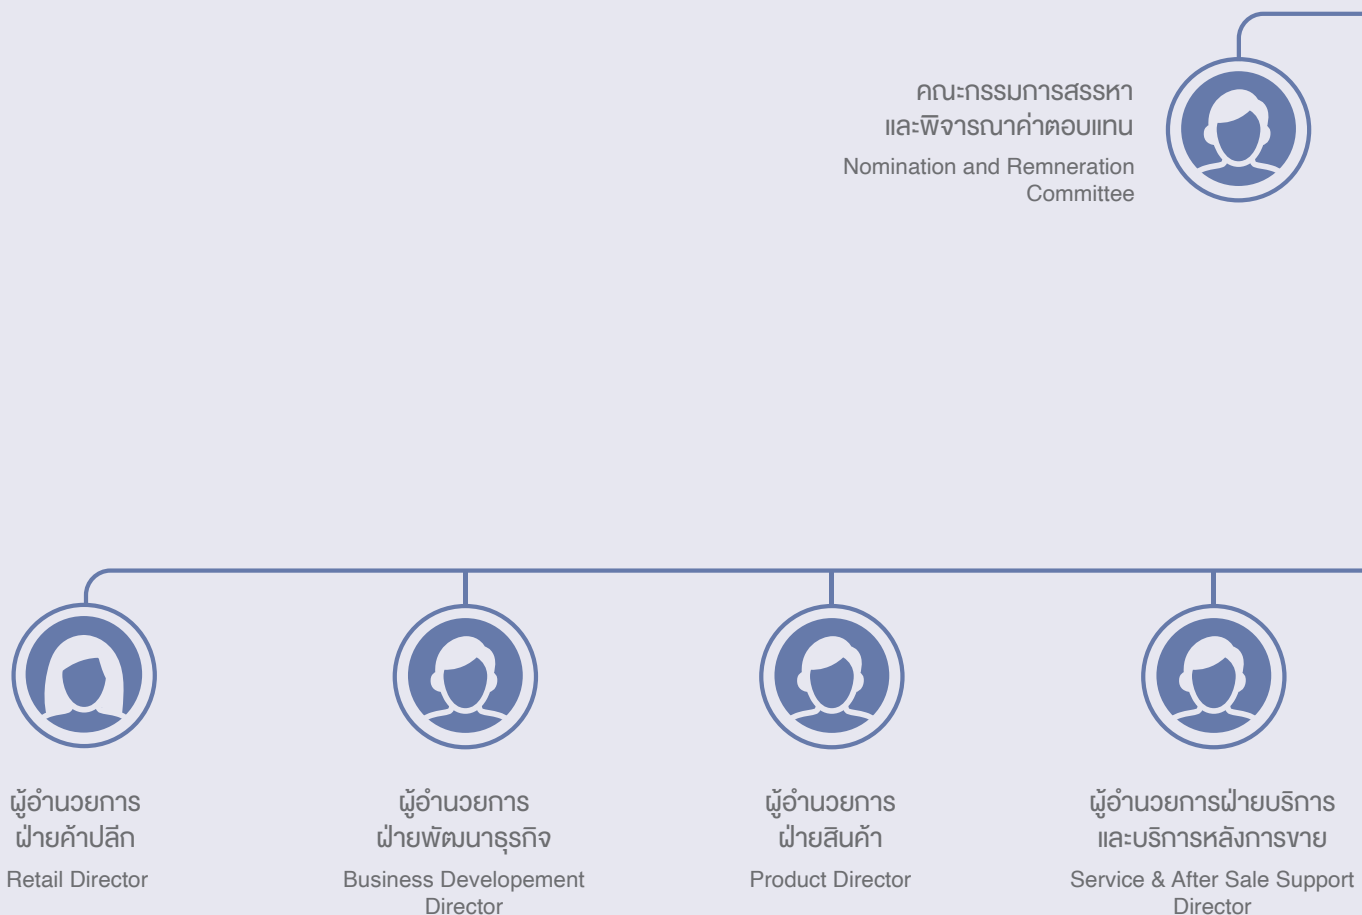 คณะกรรมการสรรหา
และพิจารณาค่าตอบแทน
Nomination and Remneration
Committee
ผู้อำนวยการ
ฝ่ายค้าปลีก
Retail Director
ผู้อำนวยการ
ฝ่ายพัฒนาธุรกิจ
Business Developement
Director
ผู้อำนวยการ
ฝ่ายสินค้า
Product Director
ผู้อำนวยการฝ่ายบริการ
และบริการหลังการขาย
Service & After Sale Support
Director